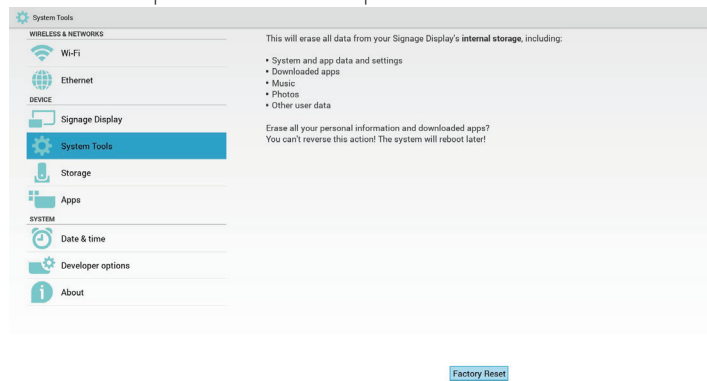 System Tools
WIRELESS & NETWORKS
Wi-Fi
Ethernet
DEVICE
Signage Display
System Tools
Storage
Apps
SYSTEM
Date & time
Developer options
About
This will erase all data from your Signage Display's internal storage, including:
• System and app data and settings
• Downloaded apps
• Music
• Photos
• Other user data
Erase all your personal information and downloaded apps?
You can't reverse this action! The system will reboot later!
Factory Reset